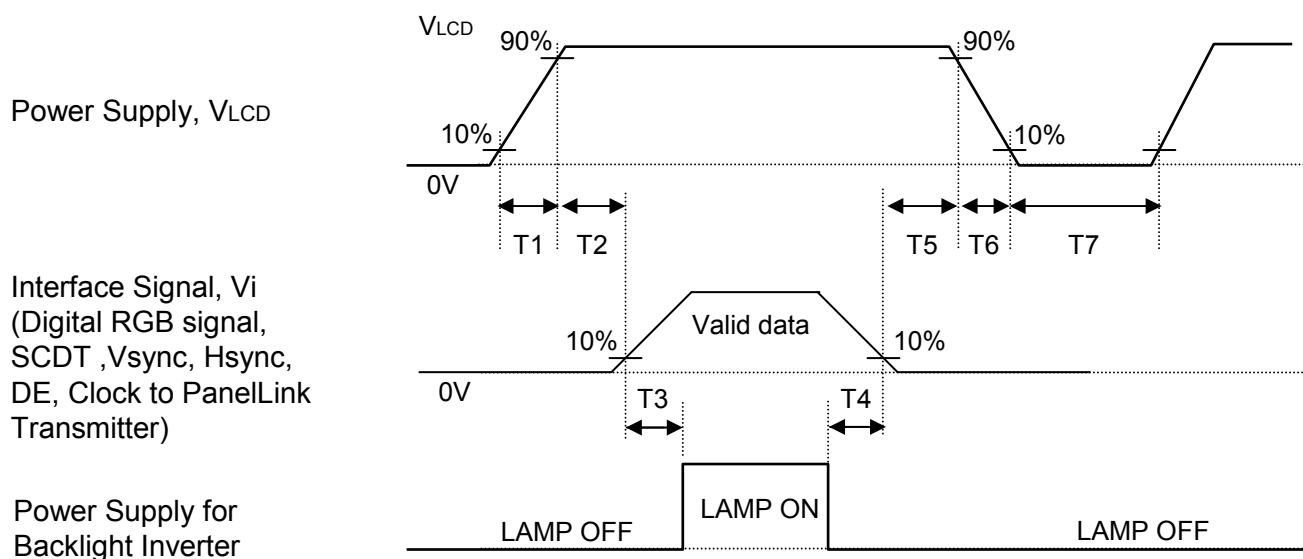 VLCD
90%
90%
Power Supply, VLCD
10%
10%
0V
T1
T2
T5
T6
T7
Interface Signal, Vi
(Digital RGB signal,
SCDT ,Vsync, Hsync,
DE, Clock to PanelLink
Transmitter)
10%
Valid data
10%
0V
T3
T4
Power Supply for
Backlight Inverter
LAMP OFF
LAMP ON
LAMP OFF